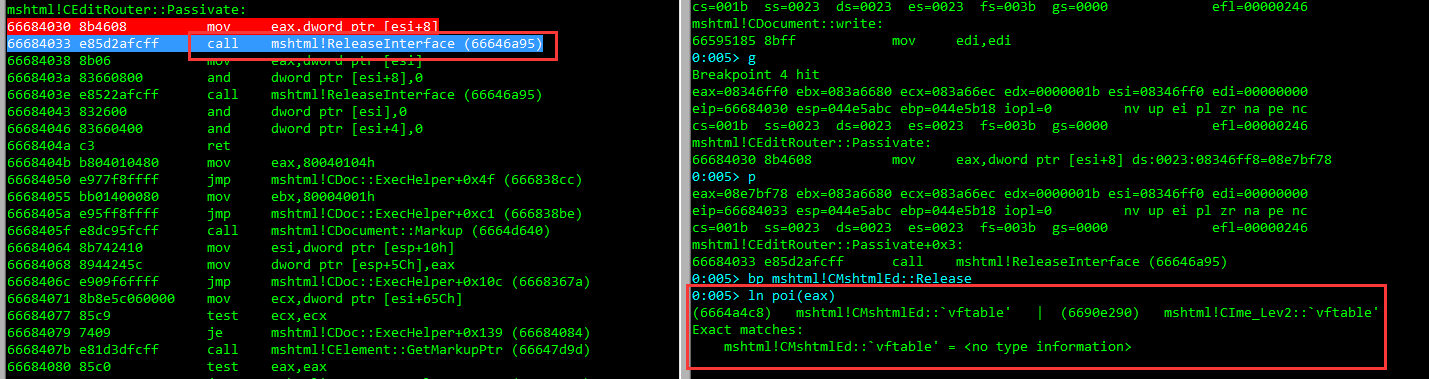 mshtml!CEditRouter::Passivate:
66684030 8b4608 mov eax,dword ptr [esi+8]
66684033 e85d2afcff call mshtml!ReleaseInterface (66646a95)
66684038 8b06 mov eax,dword ptr [esi]
6668403a 83660800 and dword ptr [esi+8],0
6668403e e8522afcff call mshtml!ReleaseInterface (66646a95)
66684043 832600 and dword ptr [esi],0
66684046 83660400 and dword ptr [esi+4],0
6668404a c3 ret
6668404b b804010480 mov eax,80040104h
66684050 e977f8ffff jmp mshtml!CDoc::ExecHelper+0x4f (666838cc)
66684055 bb01400080 mov ebx,80004001h
6668405a e95ff8ffff jmp mshtml!CDoc::ExecHelper+0xc1 (666838be)
6668405f e8dc95fcff call mshtml!CDocument::Markup (6664d640)
66684064 8b742410 mov esi,dword ptr [esp+10h]
66684068 8944245c mov dword ptr [esp+5Ch],eax
6668406c e909f6ffff jmp mshtml!CDoc::ExecHelper+0x10c (6668367a)
66684071 8b8e5c060000 mov ecx,dword ptr [esi+65Ch]
66684077 85c9 test ecx,ecx
66684079 7409 je mshtml!CDoc::ExecHelper+0x139 (66684084)
6668407b e81d3dfcff call mshtml!CElement::GetMarkupPtr (66647d9d)
66684080 85c0 test eax,eax
cs=001b ss=0023 ds=0023 es=0023 fs=003b gs=0000 efl=00000246
mshtml!CDocument::write:
66595185 8bff mov edi,edi
0:005> g
Breakpoint 4 hit
eax=08346ff0 ebx=083a6680 ecx=083a66ec edx=0000001b esi=08346ff0 edi=00000000
eip=66684030 esp=044e5abc ebp=044e5b18 iopl=0 nv up ei pl zr na pe nc
cs=001b ss=0023 ds=0023 es=0023 fs=003b gs=0000 efl=00000246
mshtml!CEditRouter::Passivate:
66684030 8b4608 mov eax,dword ptr [esi+8] ds:0023:08346ff8=08e7bf78
0:005> p
eax=08e7bf78 ebx=083a6680 ecx=083a66ec edx=0000001b esi=08346ff0 edi=00000000
eip=66684033 esp=044e5abc ebp=044e5b18 iopl=0 nv up ei pl zr na pe nc
cs=001b ss=0023 ds=0023 es=0023 fs=003b gs=0000 efl=00000246
mshtml!CEditRouter::Passivate+0x3:
66684033 e85d2afcff call mshtml!ReleaseInterface (66646a95)
0:005> bp mshtml!CMshtmlEd::Release
0:005> ln poi(eax)
(6664a4c8) mshtml!CMshtmlEd::`vftable' | (6690e290) mshtml!CIme_Lev2::`vftable'
Exact matches:
mshtml!CMshtmlEd::`vftable' = <no type information>